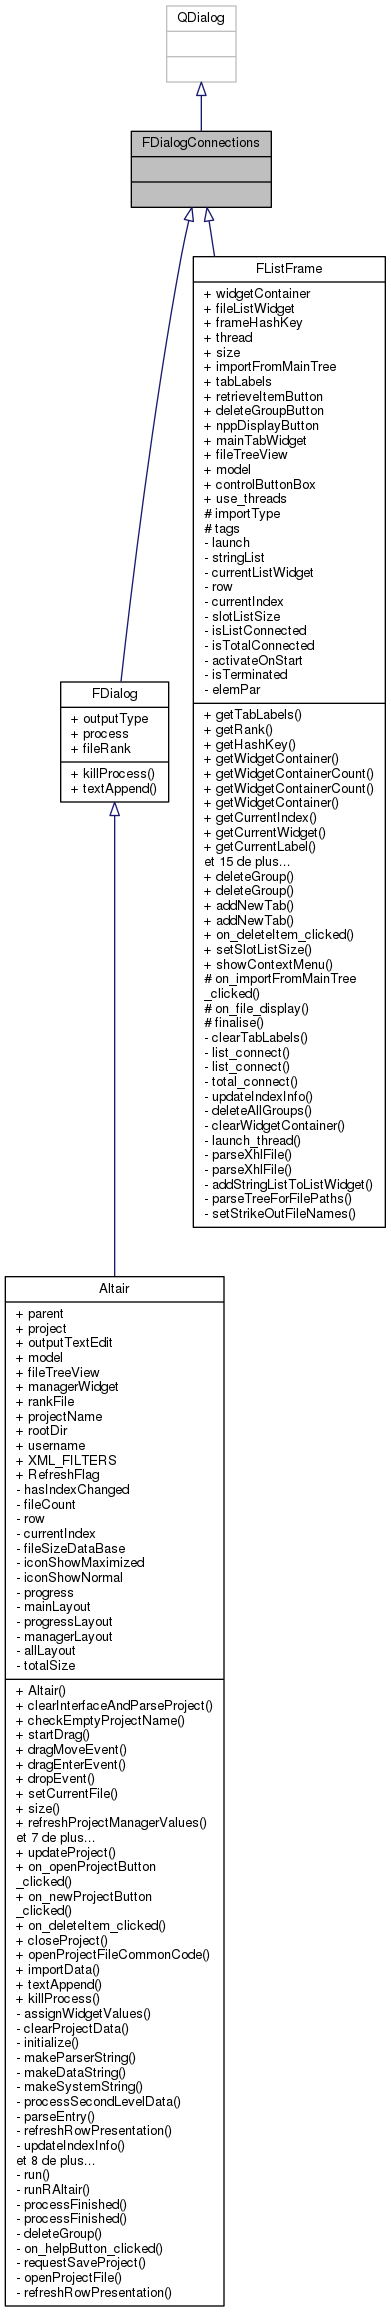 QDialog
FDialogConnections
FListFrame
+ widgetContainer
+ fileListWidget
+ frameHashKey
+ thread
+ size
+ importFromMainTree
+ tabLabels
+ retrieveItemButton
+ deleteGroupButton
+ nppDisplayButton
+ mainTabWidget
+ fileTreeView
+ model
+ controlButtonBox
+ use_threads
# importType
# tags
- launch
- stringList
- currentListWidget
- row
- currentIndex
- slotListSize
- isListConnected
- isTotalConnected
- activateOnStart
- isTerminated
- elemPar
+ getTabLabels()
+ getRank()
+ getHashKey()
+ getWidgetContainer()
+ getWidgetContainerCount()
+ getWidgetContainerCount()
+ getWidgetContainer()
+ getCurrentIndex()
+ getCurrentWidget()
+ getCurrentLabel()
et 15 de plus...
+ deleteGroup()
+ deleteGroup()
+ addNewTab()
+ addNewTab()
+ on_deleteItem_clicked()
+ setSlotListSize()
+ showContextMenu()
# on_importFromMainTree
_clicked()
# on_file_display()
# finalise()
- clearTabLabels()
- list_connect()
- list_connect()
- total_connect()
- updateIndexInfo()
- deleteAllGroups()
- clearWidgetContainer()
- launch_thread()
- parseXhlFile()
- parseXhlFile()
- addStringListToListWidget()
- parseTreeForFilePaths()
- setStrikeOutFileNames()
FDialog
+ outputType
+ process
+ fileRank
+ killProcess()
+ textAppend()
Altair
+ parent
+ project
+ outputTextEdit
+ model
+ fileTreeView
+ managerWidget
+ rankFile
+ projectName
+ rootDir
+ username
+ XML_FILTERS
+ RefreshFlag
- hasIndexChanged
- fileCount
- row
- currentIndex
- fileSizeDataBase
- iconShowMaximized
- iconShowNormal
- progress
- mainLayout
- progressLayout
- managerLayout
- allLayout
- totalSize
+ Altair()
+ clearInterfaceAndParseProject()
+ checkEmptyProjectName()
+ startDrag()
+ dragMoveEvent()
+ dragEnterEvent()
+ dropEvent()
+ setCurrentFile()
+ size()
+ refreshProjectManagerValues()
et 7 de plus...
+ updateProject()
+ on_openProjectButton
_clicked()
+ on_newProjectButton
_clicked()
+ on_deleteItem_clicked()
+ closeProject()
+ openProjectFileCommonCode()
+ importData()
+ textAppend()
+ killProcess()
- assignWidgetValues()
- clearProjectData()
- initialize()
- makeParserString()
- makeDataString()
- makeSystemString()
- processSecondLevelData()
- parseEntry()
- refreshRowPresentation()
- updateIndexInfo()
et 8 de plus...
- run()
- runRAltair()
- processFinished()
- processFinished()
- deleteGroup()
- on_helpButton_clicked()
- requestSaveProject()
- openProjectFile()
- refreshRowPresentation()